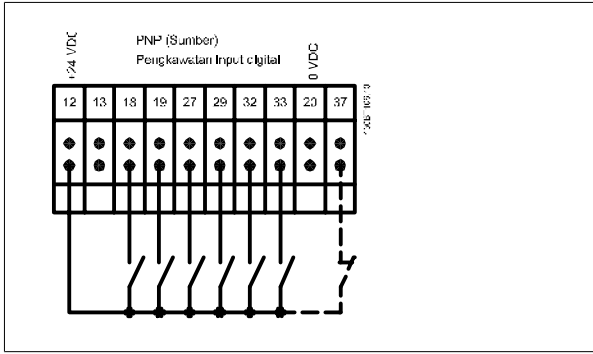 +24 VDC
PNP (Sumber)
Pengkawatan Input digital
0 VDC
12 13 18 19 27 29 32 33 20 37